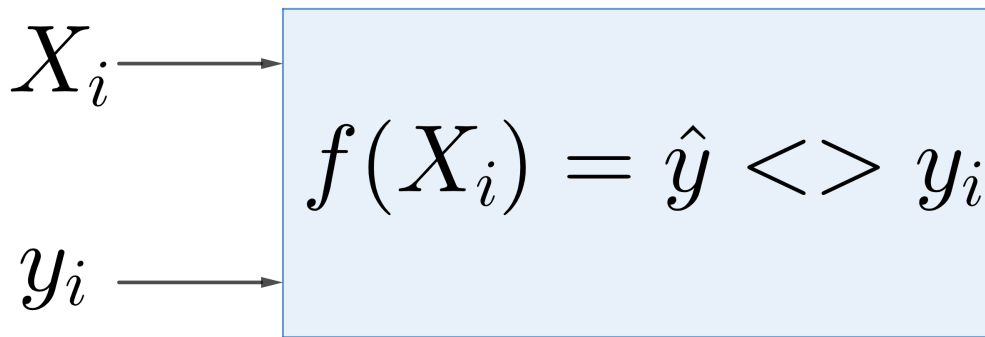 X_i
f(X_i) = ŷ <> y_i
y_i